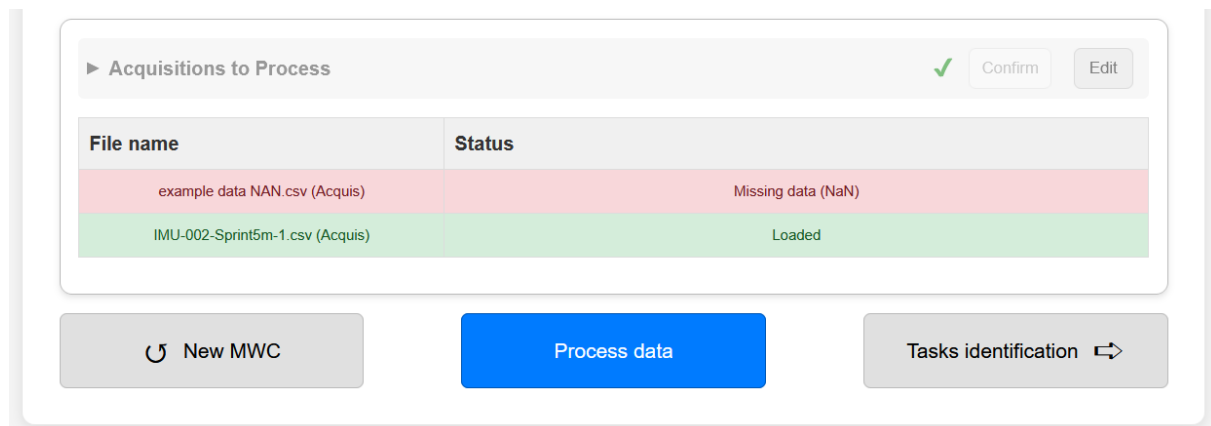 Acquisitions to Process
Confirm
Edit
File name
Status
example data NAN.csv (Acquis)
Missing data (NaN)
IMU-002-Sprint5m-1.csv (Acquis)
Loaded
New MWC
Process data
Tasks identification